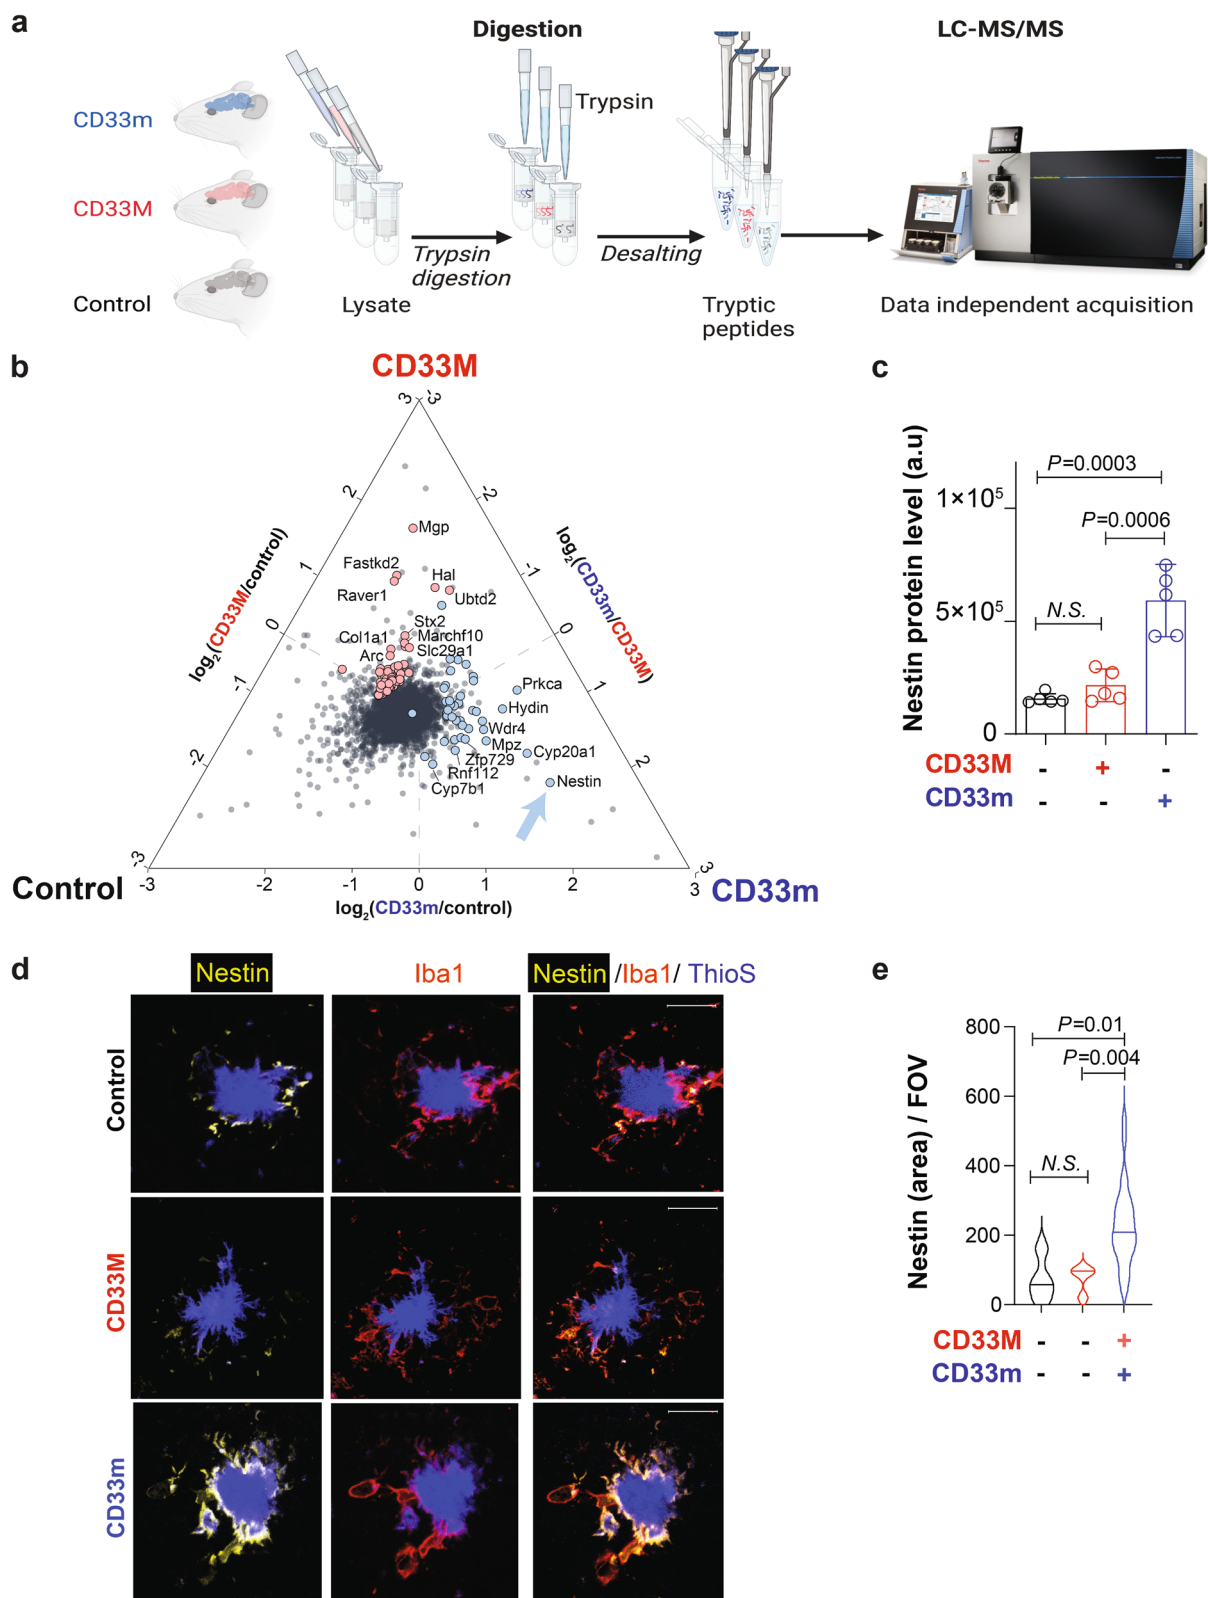 a
Digestion
LC-MS/MS
CD33m
CD33M
Control
Trypsin
Trypsin
digestion
Desalting
Lysate
Tryptic
peptides
Data independent acquisition
b
CD33M
3
-3
2
-2
1
-1
0
0
-1
1
-2
2
-3
3
log2(CD33M/control)
log2(CD33m/CD33M)
Mgp
Fastkd2
Hal
Raver1
Ubtd2
Stx2
Col1a1
Marchf10
Arc
Slc29a1
Prkca
Hydin
Wdr4
Mpz
Cyp20a1
Zfp729
Rnf112
Nestin
Cyp7b1
Control
-3
-2
-1
0
1
2
3
CD33m
log2(CD33m/control)
c
Nestin protein level (a.u)
P=0.0003
1×10⁵
P=0.0006
N.S.
5×10⁵
0
CD33M - + -
CD33m - - +
d
Nestin
Iba1
Nestin /Iba1/ ThioS
Control
CD33M
CD33m
e
Nestin (area) / FOV
800
P=0.01
P=0.004
600
400
N.S.
200
0
CD33M - - +
CD33m - - +